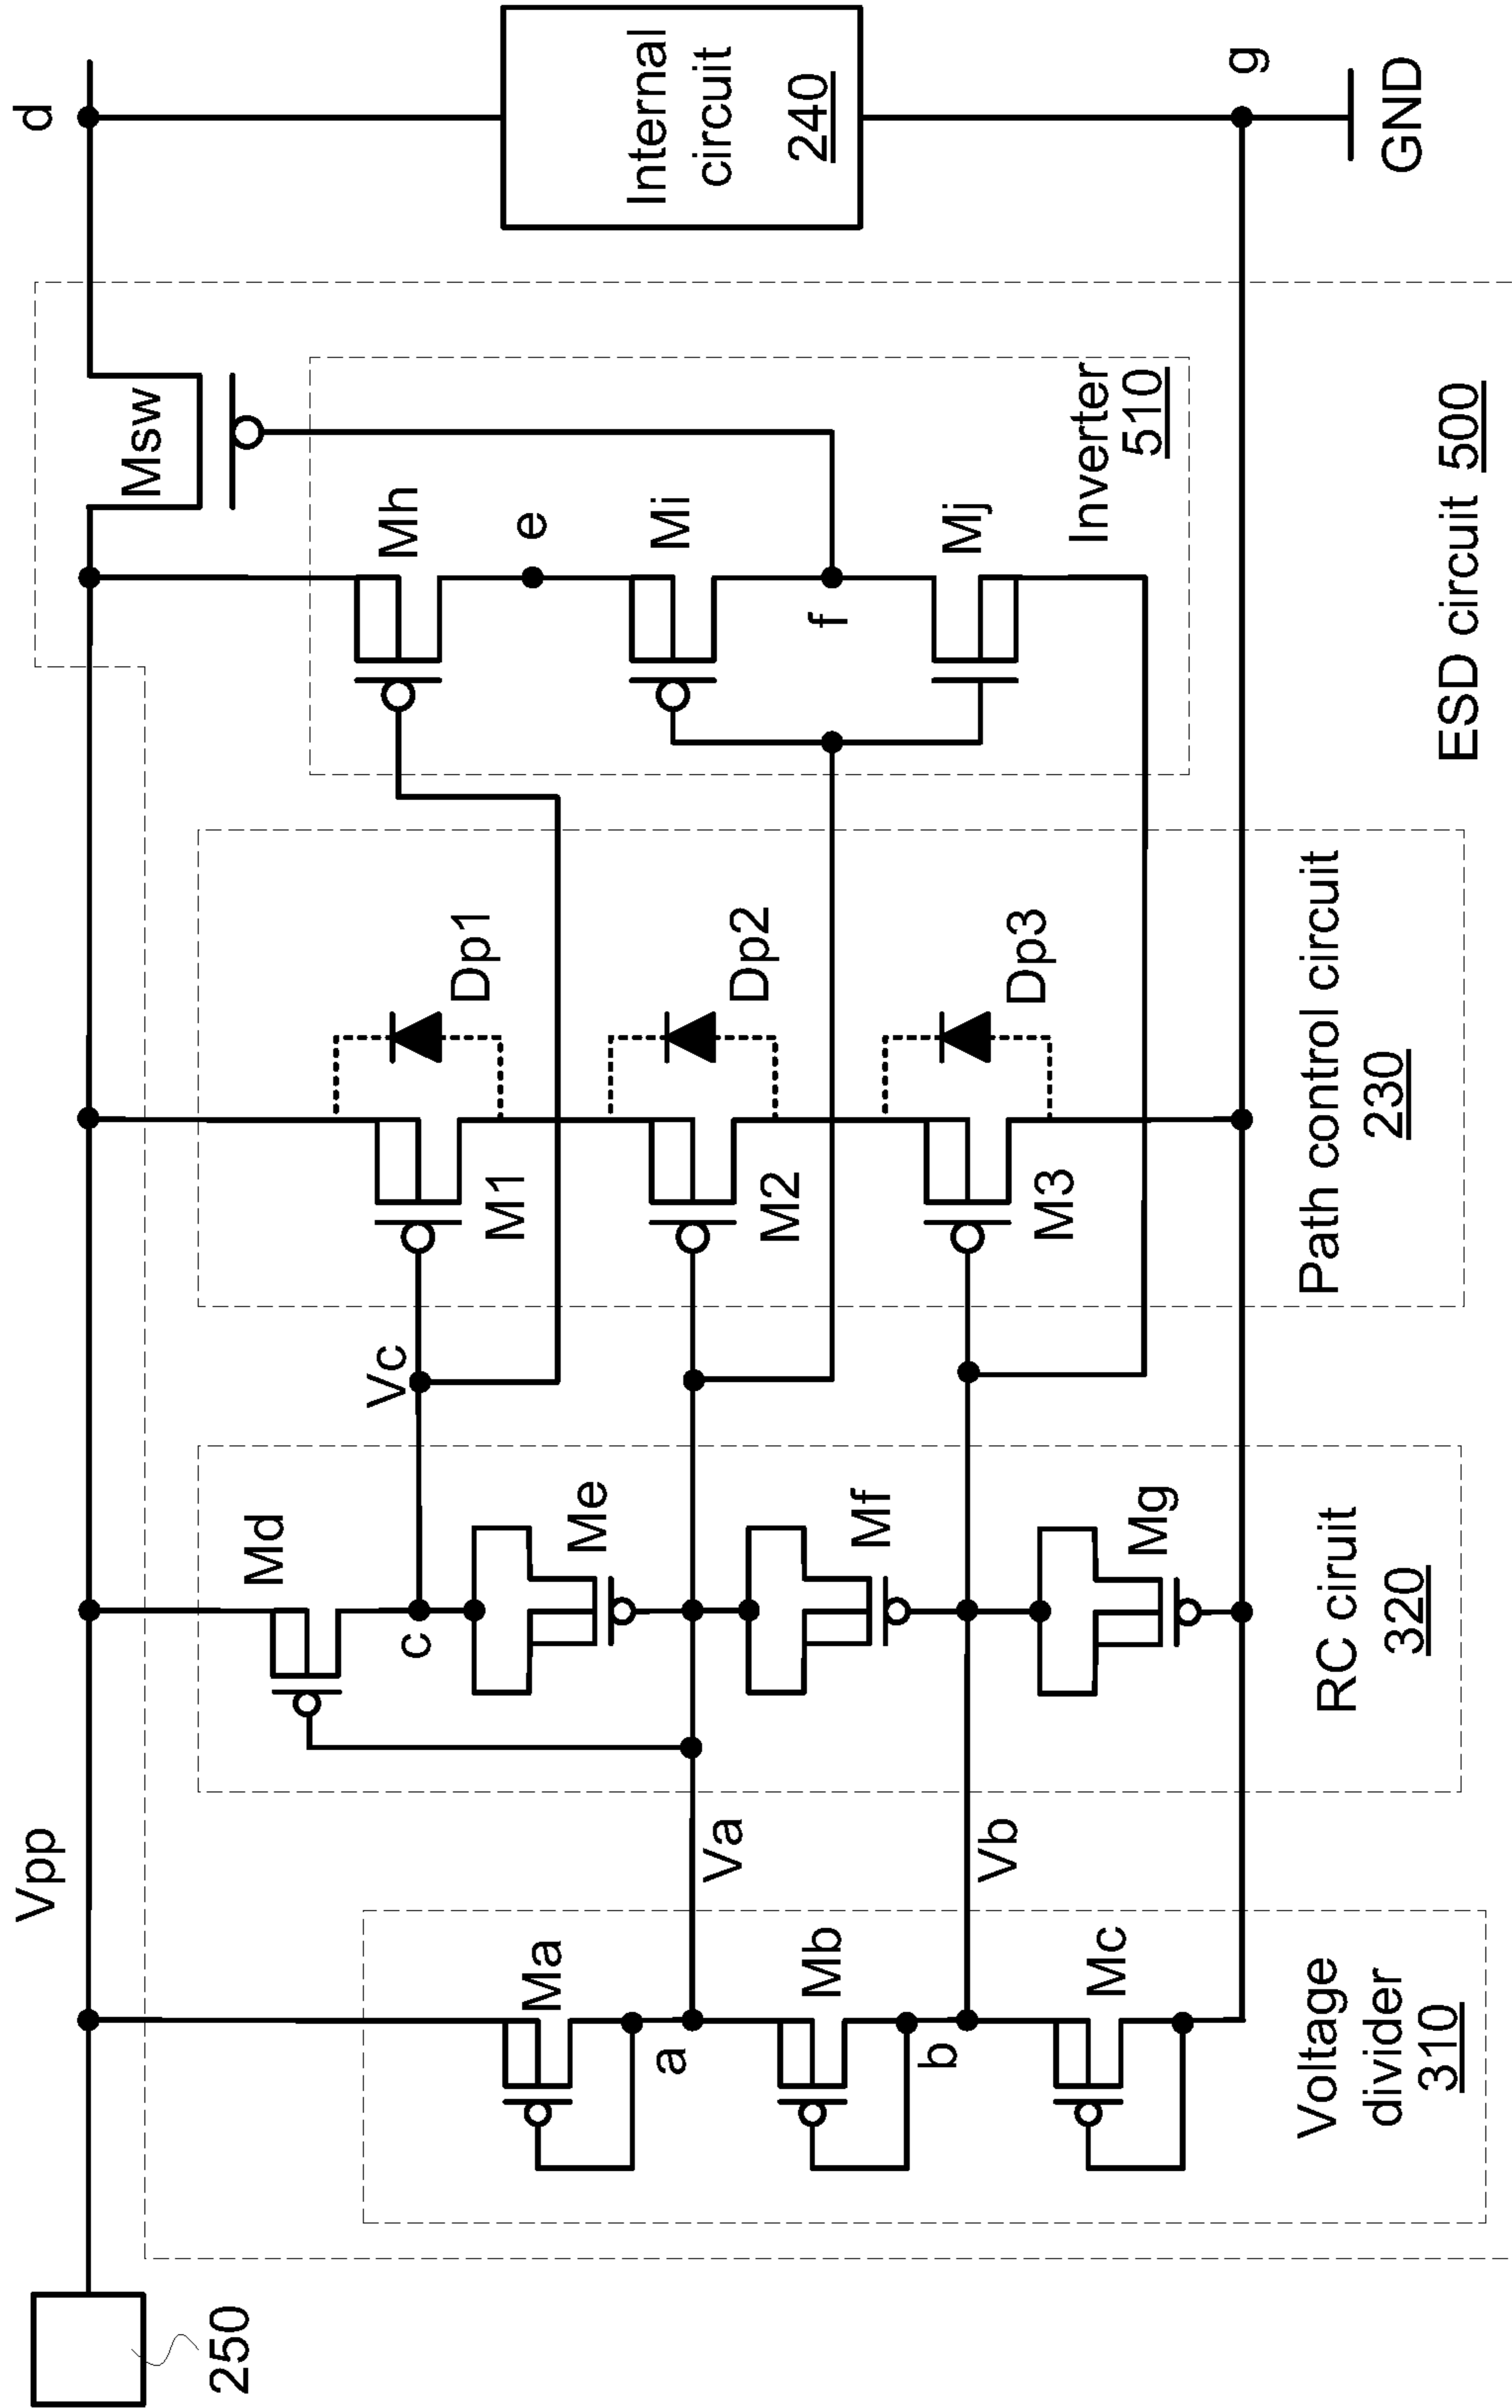 250
Vpp
d
Msw
Voltage
divider
310
Ma
a
Mb
b
Mc
Va
Vb
RC ciruit
320
Md
c
Me
Mf
Mg
Vc
Path control circuit
230
M1
M2
M3
Dp1
Dp2
Dp3
Inverter
510
Mh
e
Mi
f
Mj
ESD circuit 500
Internal
circuit
240
g
GND